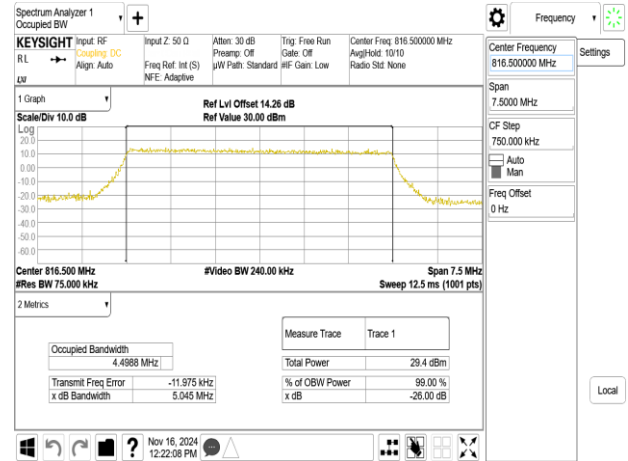 Spectrum Analyzer 1
Occupied BW
Frequency
KEYSIGHT
RL
LXI
Input: RF
Coupling: DC
Align: Auto
Input Z: 50 Ω
Freq Ref: Int (S)
NFE: Adaptive
Atten: 30 dB
Preamp: Off
µW Path: Standard
Trig: Free Run
Gate: Off
#IF Gain: Low
Center Freq: 816.500000 MHz
Avg|Hold: 10/10
Radio Std: None
Center Frequency
816.500000 MHz
Settings
Span
7.5000 MHz
CF Step
750.000 kHz
Auto
Man
Freq Offset
0 Hz
1 Graph
Scale/Div 10.0 dB
Ref Lvl Offset 14.26 dB
Ref Value 30.00 dBm
Log
20.0
10.0
0.00
-10.0
-20.0
-30.0
-40.0
-50.0
-60.0
Center 816.500 MHz
#Res BW 75.000 kHz
#Video BW 240.00 kHz
Span 7.5 MHz
Sweep 12.5 ms (1001 pts)
2 Metrics
Measure Trace Trace 1
Occupied Bandwidth
4.4988 MHz
Total Power 29.4 dBm
Transmit Freq Error -11.975 kHz
% of OBW Power 99.00 %
x dB Bandwidth 5.045 MHz
x dB -26.00 dB
Local
?
Nov 16, 2024
12:22:08 PM